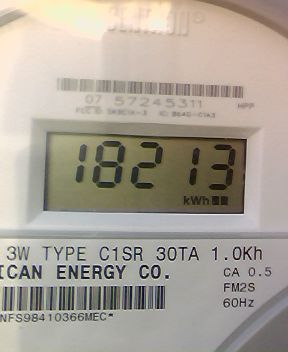 07 57245311
HPP
18213
kWh
3W TYPE C1SR 30TA 1.0Kh
ICAN ENERGY CO.
CA 0.5
FM2S
60Hz
NFS98410366MEC*